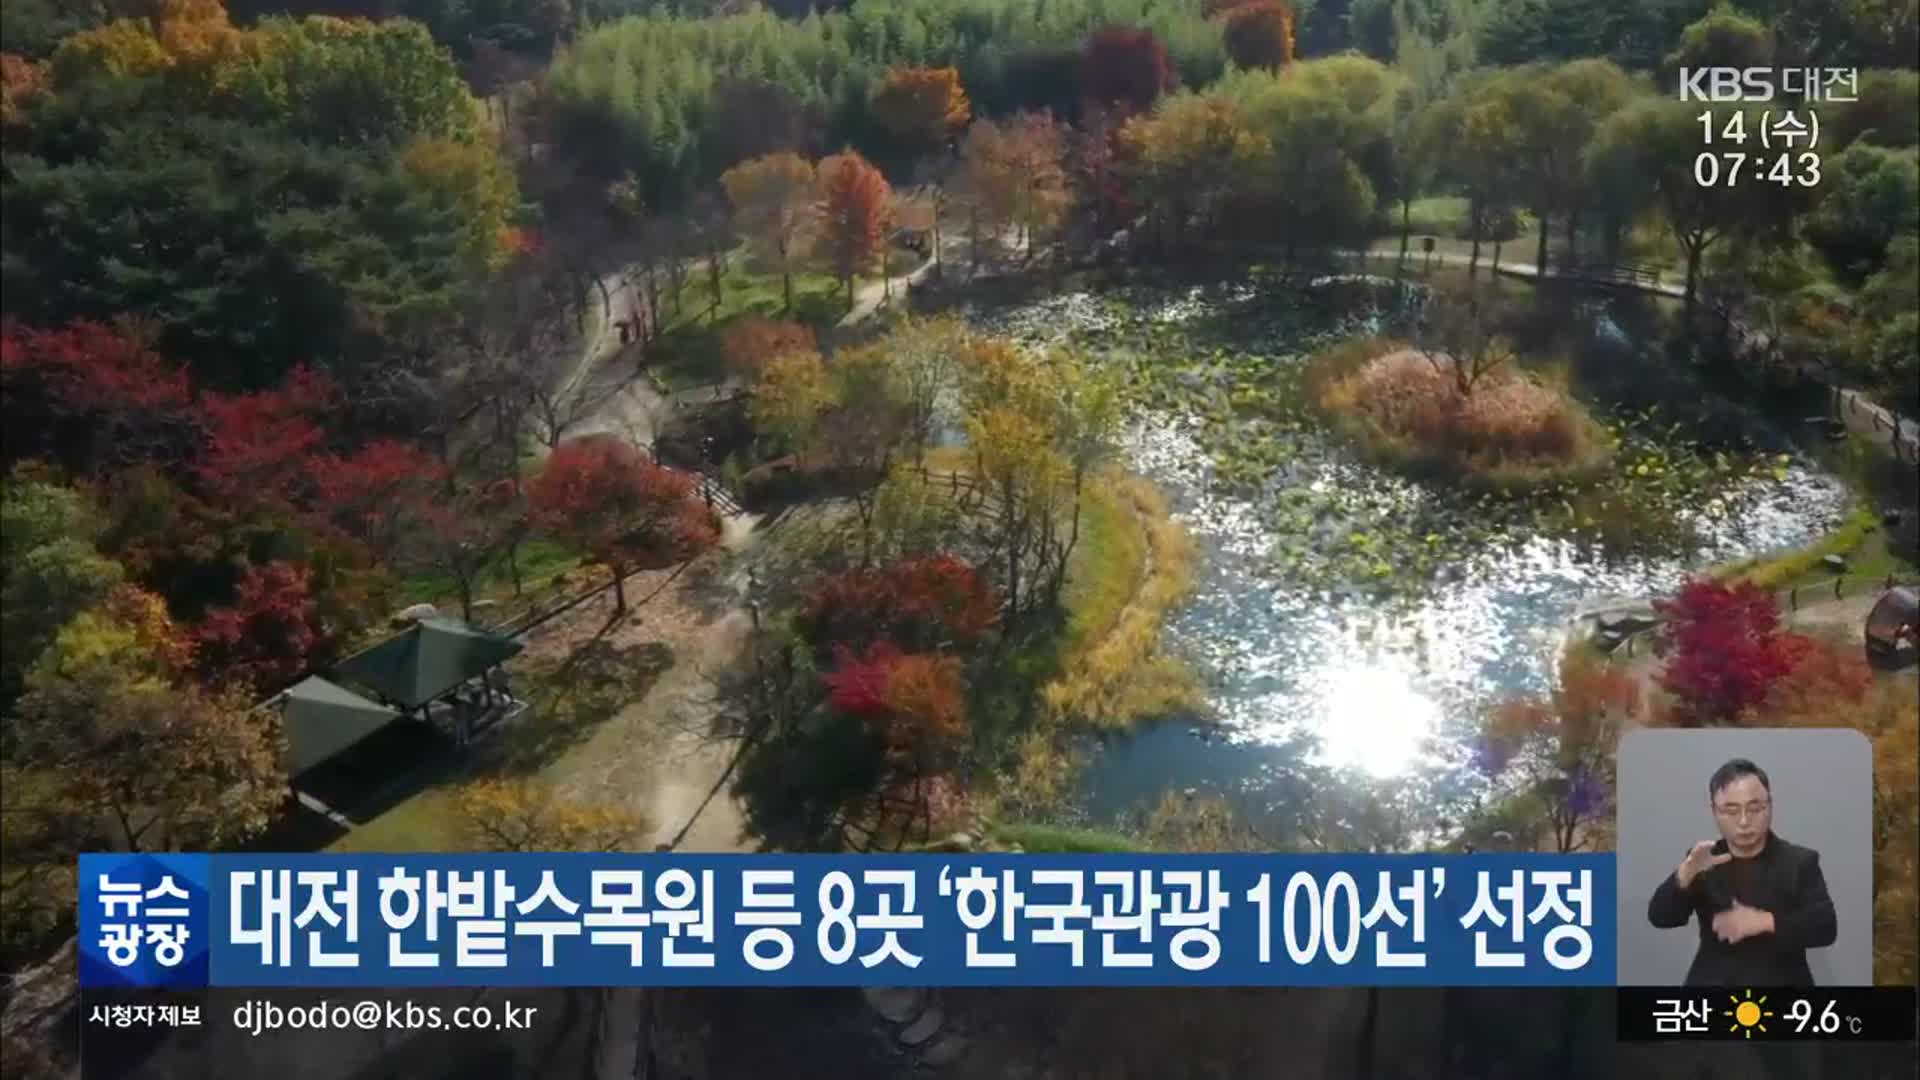 KBS 대전
14 (수)
07:43
뉴스
광장
대전 한밭수목원 등 8곳 ‘한국관광 100선’ 선정
시청자 제보 djbodo@kbs.co.kr
금산 -9.6℃